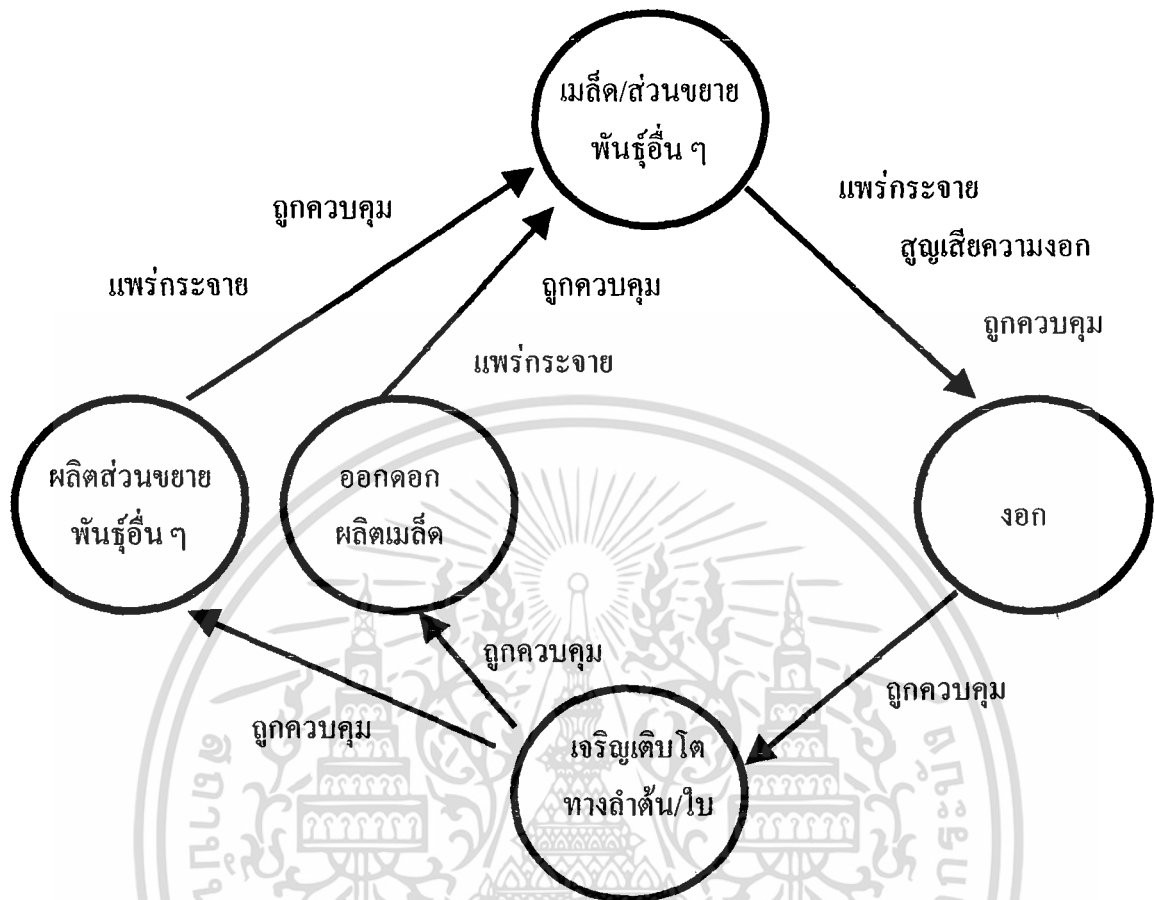 เมล็ด/ส่วนขยาย
พันธุ์อื่น ๆ
ถูกควบคุม
แพร่กระจาย
แพร่กระจาย
สูญเสียความงอก
ถูกควบคุม
ถูกควบคุม
แพร่กระจาย
ผลิตส่วนขยาย
พันธุ์อื่น ๆ
ออกดอก
ผลิตเมล็ด
งอก
ถูกควบคุม
ถูกควบคุม
ถูกควบคุม
เจริญเติบโต
ทางลำต้น/ใบ